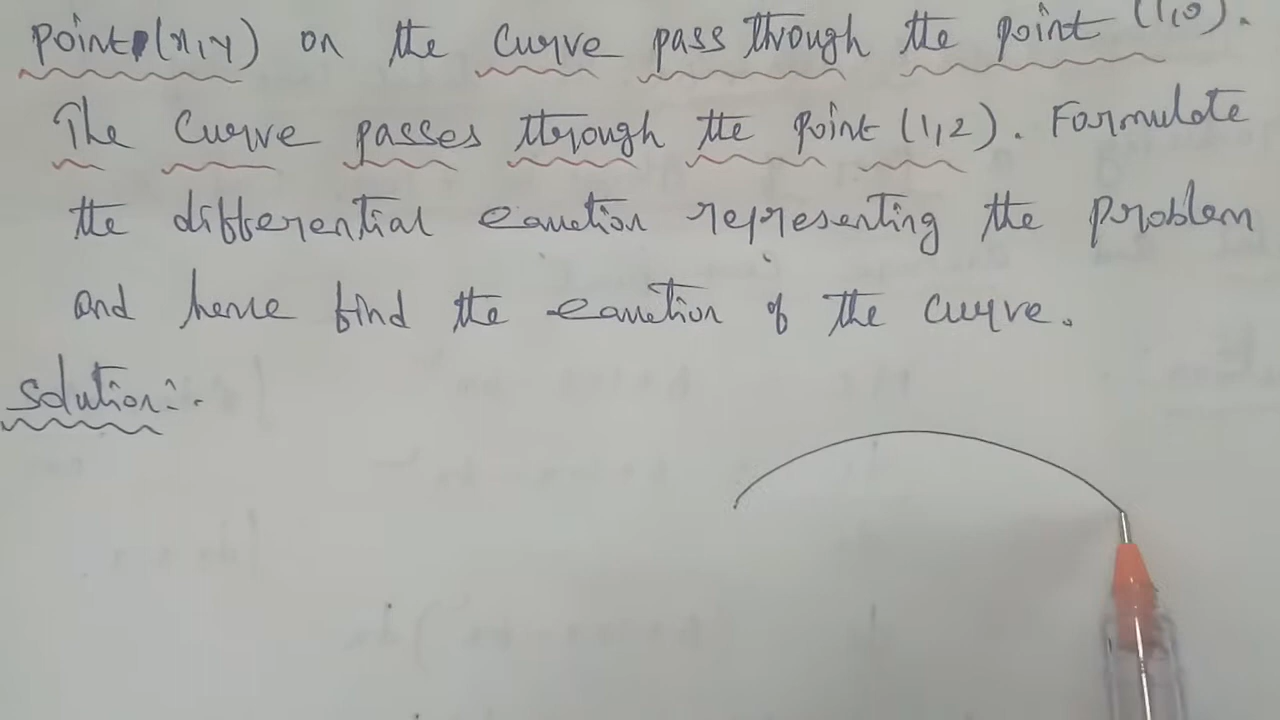 point P(x,y) on the curve pass through the point (1,0).
The curve passes through the point (1,2). Formulate
the differential equation representing the problem
and hence find the equation of the curve.
Solution:-